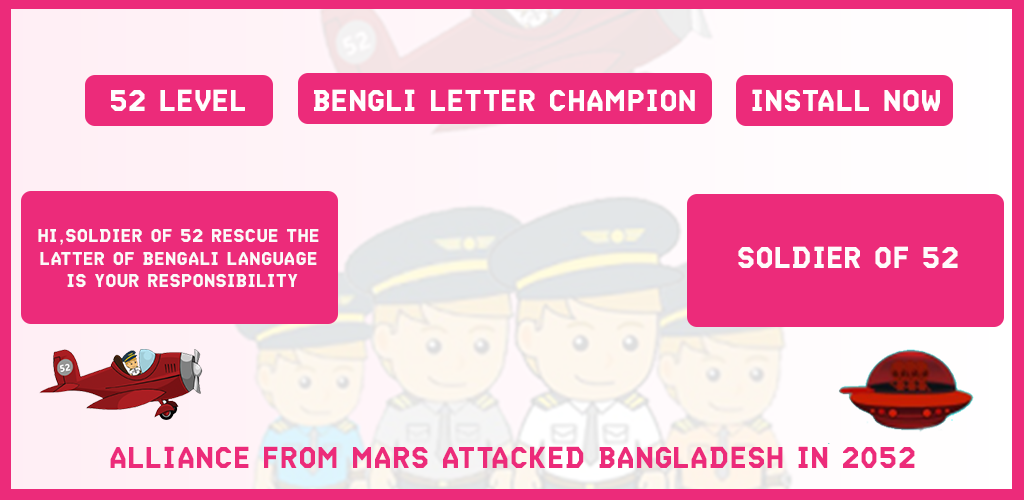 52
52 LEVEL
BENGLI LETTER CHAMPION
INSTALL NOW
HI,SOLDIER OF 52 RESCUE THE
LATTER OF BENGALI LANGUAGE
IS YOUR RESPONSIBILITY
SOLDIER OF 52
52
ALLIANCE FROM MARS ATTACKED BANGLADESH IN 2052